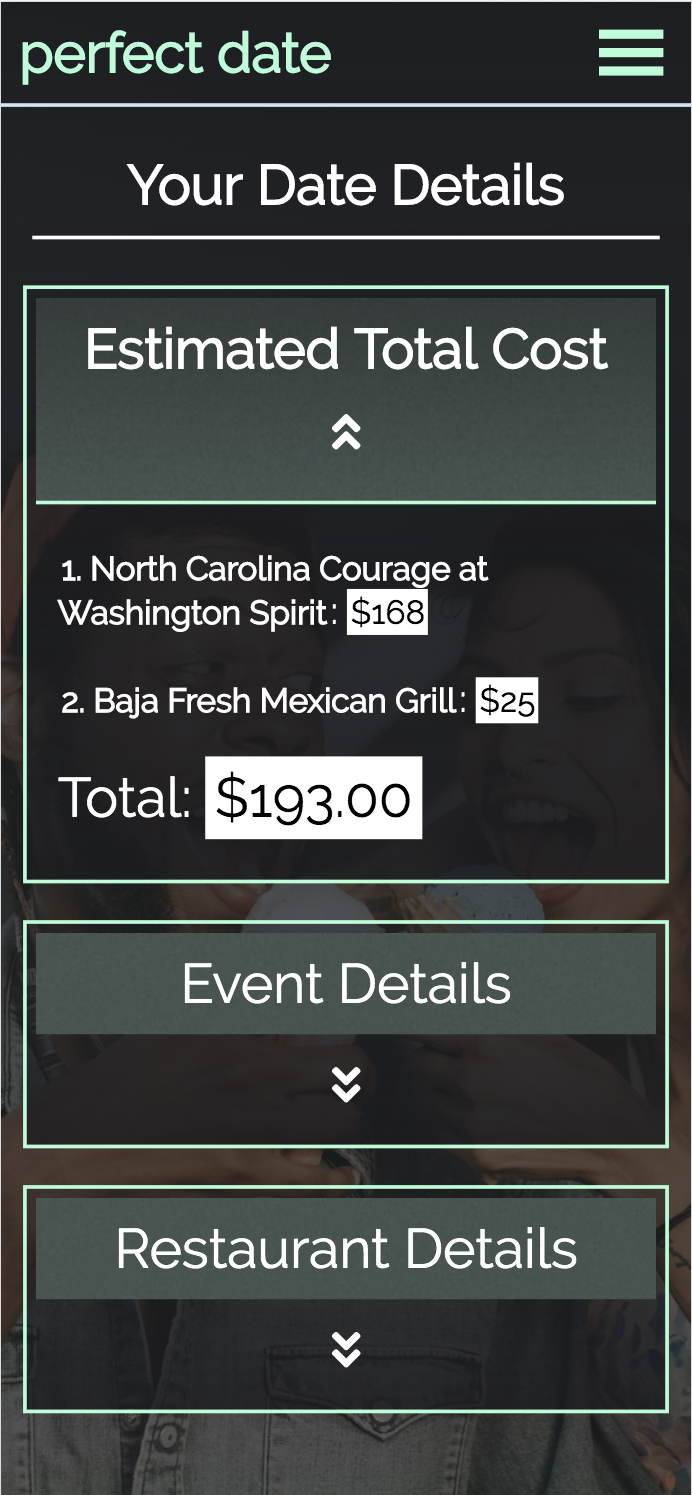 perfect date
Your Date Details
Estimated Total Cost
1. North Carolina Courage at
Washington Spirit: $168
2. Baja Fresh Mexican Grill: $25
Total: $193.00
Event Details
Restaurant Details